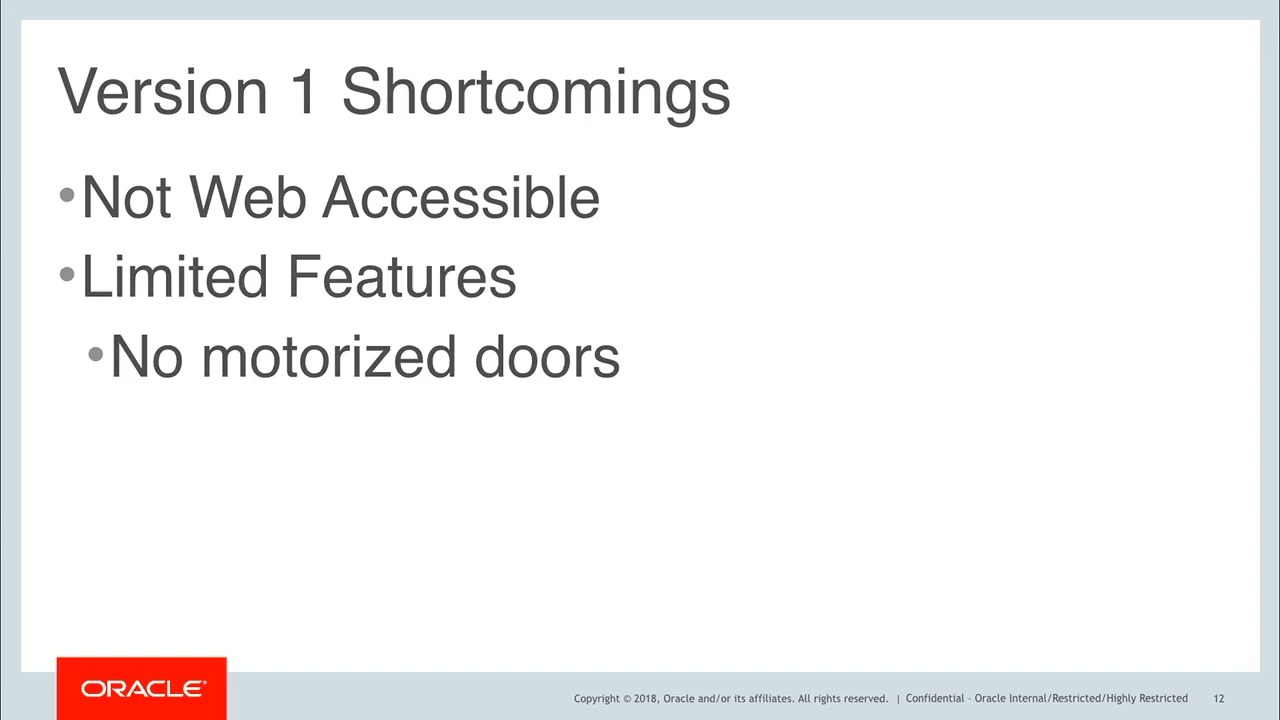 Version 1 Shortcomings
•Not Web Accessible
•Limited Features
•No motorized doors
ORACLE®
Copyright © 2018, Oracle and/or its affiliates. All rights reserved. | Confidential – Oracle Internal/Restricted/Highly Restricted 12